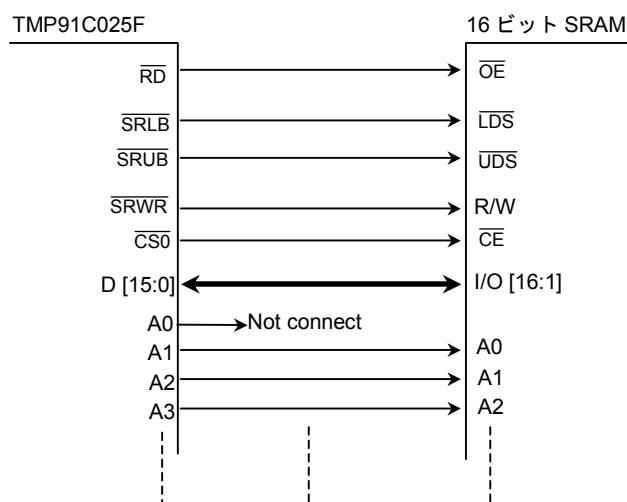 TMP91C025F 16 ビット SRAM
RD OE
SRLB LDS
SRUB UDS
SRWR R/W
CS0 CE
D [15:0] I/O [16:1]
A0 Not connect
A1 A0
A2 A1
A3 A2